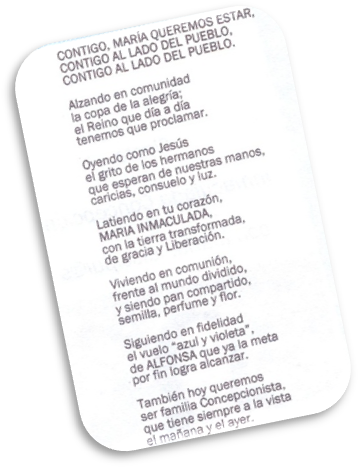 CONTIGO, MARÍA QUEREMOS ESTAR,
CONTIGO AL LADO DEL PUEBLO,
CONTIGO AL LADO DEL PUEBLO.
Alzando en comunidad
la copa de la alegría;
el Reino que día a día
tenemos que proclamar.
Oyendo como Jesús
el grito de los hermanos
que esperan de nuestras manos,
caricias, consuelo y luz.
Latiendo en tu corazón,
MARIA INMACULADA,
con la tierra transformada,
de gracia y Liberación.
Viviendo en comunión,
frente al mundo dividido,
y siendo pan compartido,
semilla, perfume y flor.
Siguiendo en fidelidad
el vuelo "azul y violeta",
de ALFONSA que ya la meta
por fin logra alcanzar.
También hoy queremos
ser familia Concepcionista,
que tiene siempre a la vista
el mañana y el ayer.